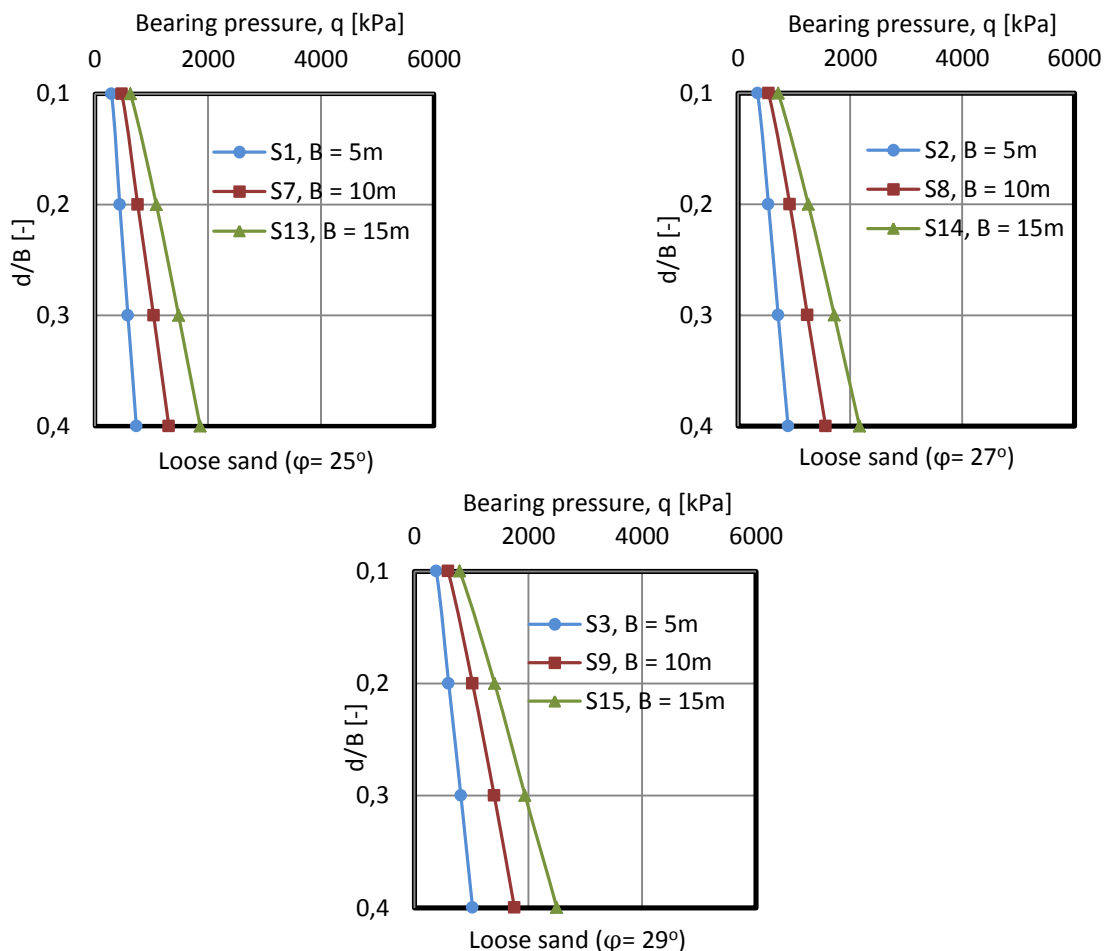 Bearing pressure, q [kPa]
0 2000 4000 6000
0,1
0,2
0,3
0,4
d/B [-]
S1, B = 5m
S7, B = 10m
S13, B = 15m
Loose sand (φ= 25°)
Bearing pressure, q [kPa]
0 2000 4000 6000
0,1
0,2
0,3
0,4
d/B [-]
S2, B = 5m
S8, B = 10m
S14, B = 15m
Loose sand (φ= 27°)
Bearing pressure, q [kPa]
0 2000 4000 6000
0,1
0,2
0,3
0,4
d/B [-]
S3, B = 5m
S9, B = 10m
S15, B = 15m
Loose sand (φ= 29°)